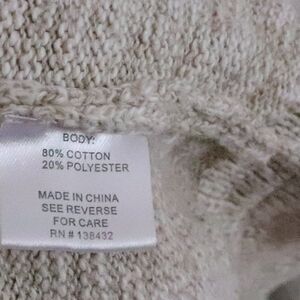 BODY:
80% COTTON
20% POLYESTER
MADE IN CHINA
SEE REVERSE
FOR CARE
RN # 138432